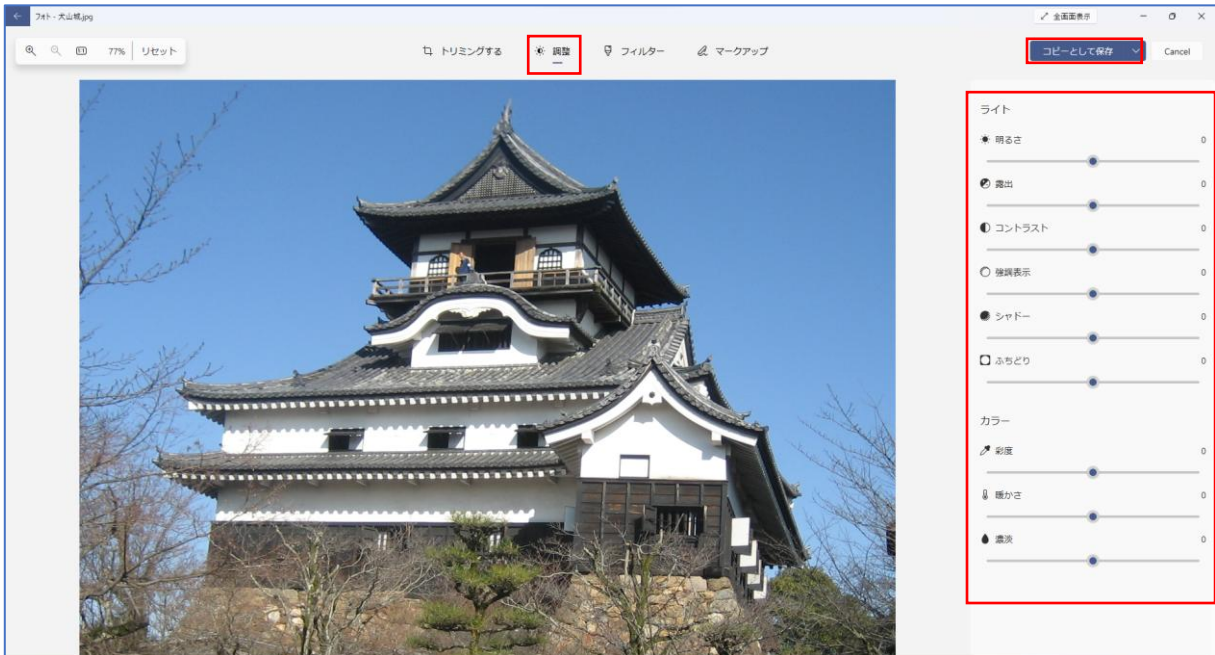 フォト - 犬山城.jpg
全画面表示
77%
リセット
トリミングする
調整
フィルター
マークアップ
コピーとして保存
Cancel
ライト
明るさ 0
露出 0
コントラスト 0
強調表示 0
シャドー 0
ふちどり 0
カラー
彩度 0
暖かさ 0
濃淡 0